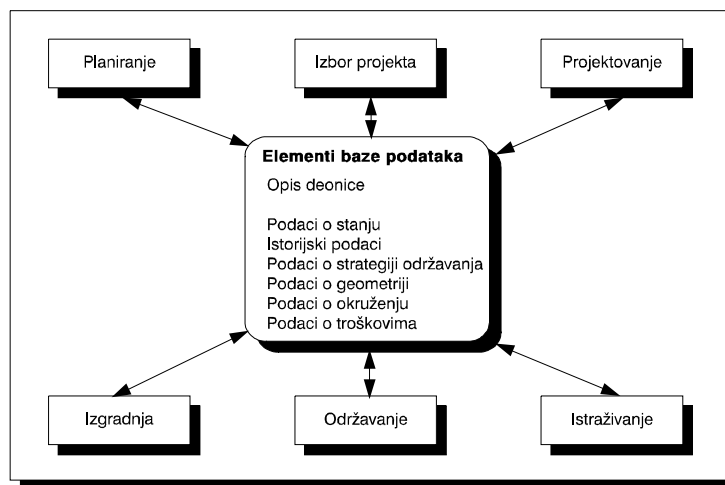 Planiranje
Izbor projekta
Projektovanje
Elementi baze podataka
Opis deonice
Podaci o stanju
Istorijski podaci
Podaci o strategiji održavanja
Podaci o geometriji
Podaci o okruženju
Podaci o troškovima
Izgradnja
Održavanje
Istraživanje